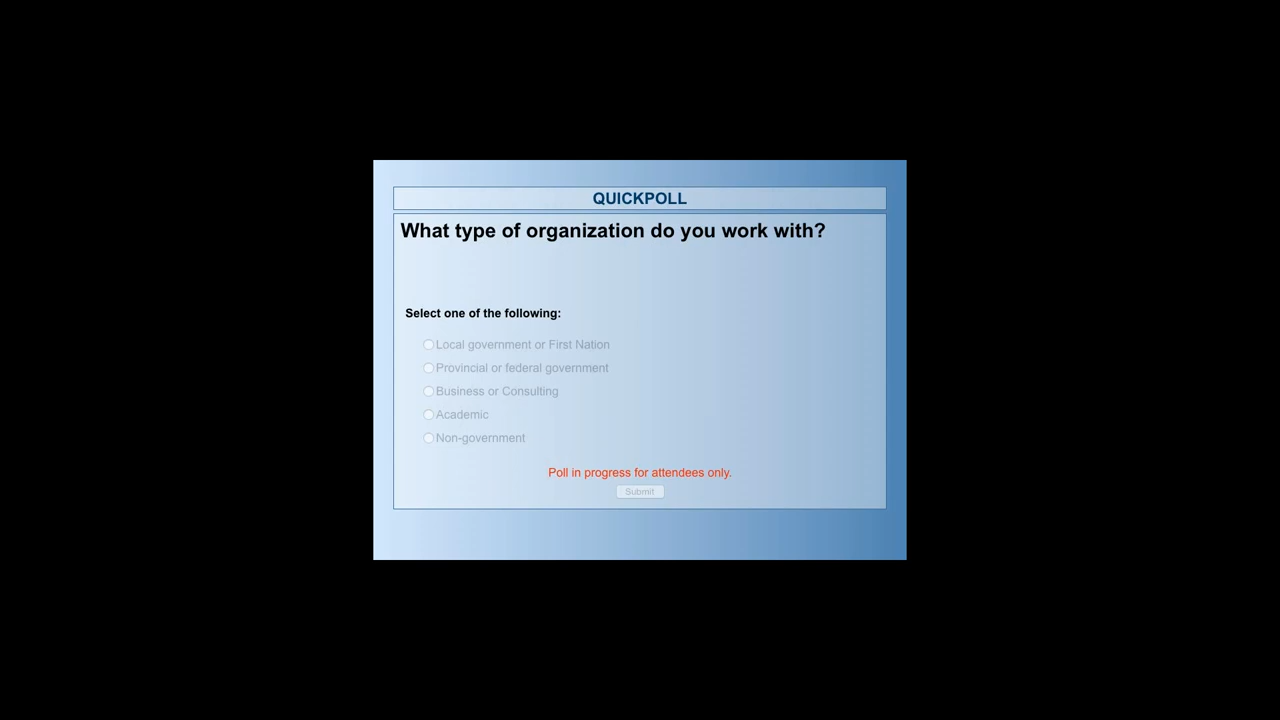 QUICKPOLL
What type of organization do you work with?
Select one of the following:
Local government or First Nation
Provincial or federal government
Business or Consulting
Academic
Non-government
Poll in progress for attendees only.
Submit